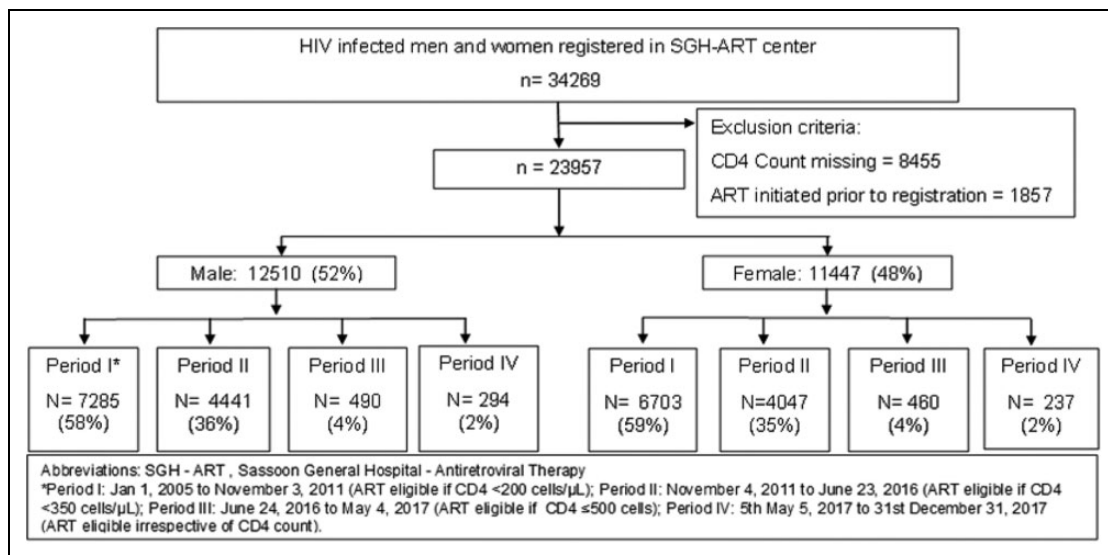 HIV infected men and women registered in SGH-ART center
n= 34269
Exclusion criteria:
CD4 Count missing = 8455
ART initiated prior to registration = 1857
n = 23957
Male: 12510 (52%)
Female: 11447 (48%)
Period I*
N= 7285
(58%)
Period II
N= 4441
(36%)
Period III
N= 490
(4%)
Period IV
N= 294
(2%)
Period I
N= 6703
(59%)
Period II
N=4047
(35%)
Period III
N= 460
(4%)
Period IV
N= 237
(2%)
Abbreviations: SGH - ART , Sassoon General Hospital - Antiretroviral Therapy
*Period I: Jan 1, 2005 to November 3, 2011 (ART eligible if CD4 <200 cells/µL); Period II: November 4, 2011 to June 23, 2016 (ART eligible if CD4
<350 cells/µL); Period III: June 24, 2016 to May 4, 2017 (ART eligible if CD4 ≤500 cells); Period IV: 5th May 5, 2017 to 31st December 31, 2017
(ART eligible irrespective of CD4 count).